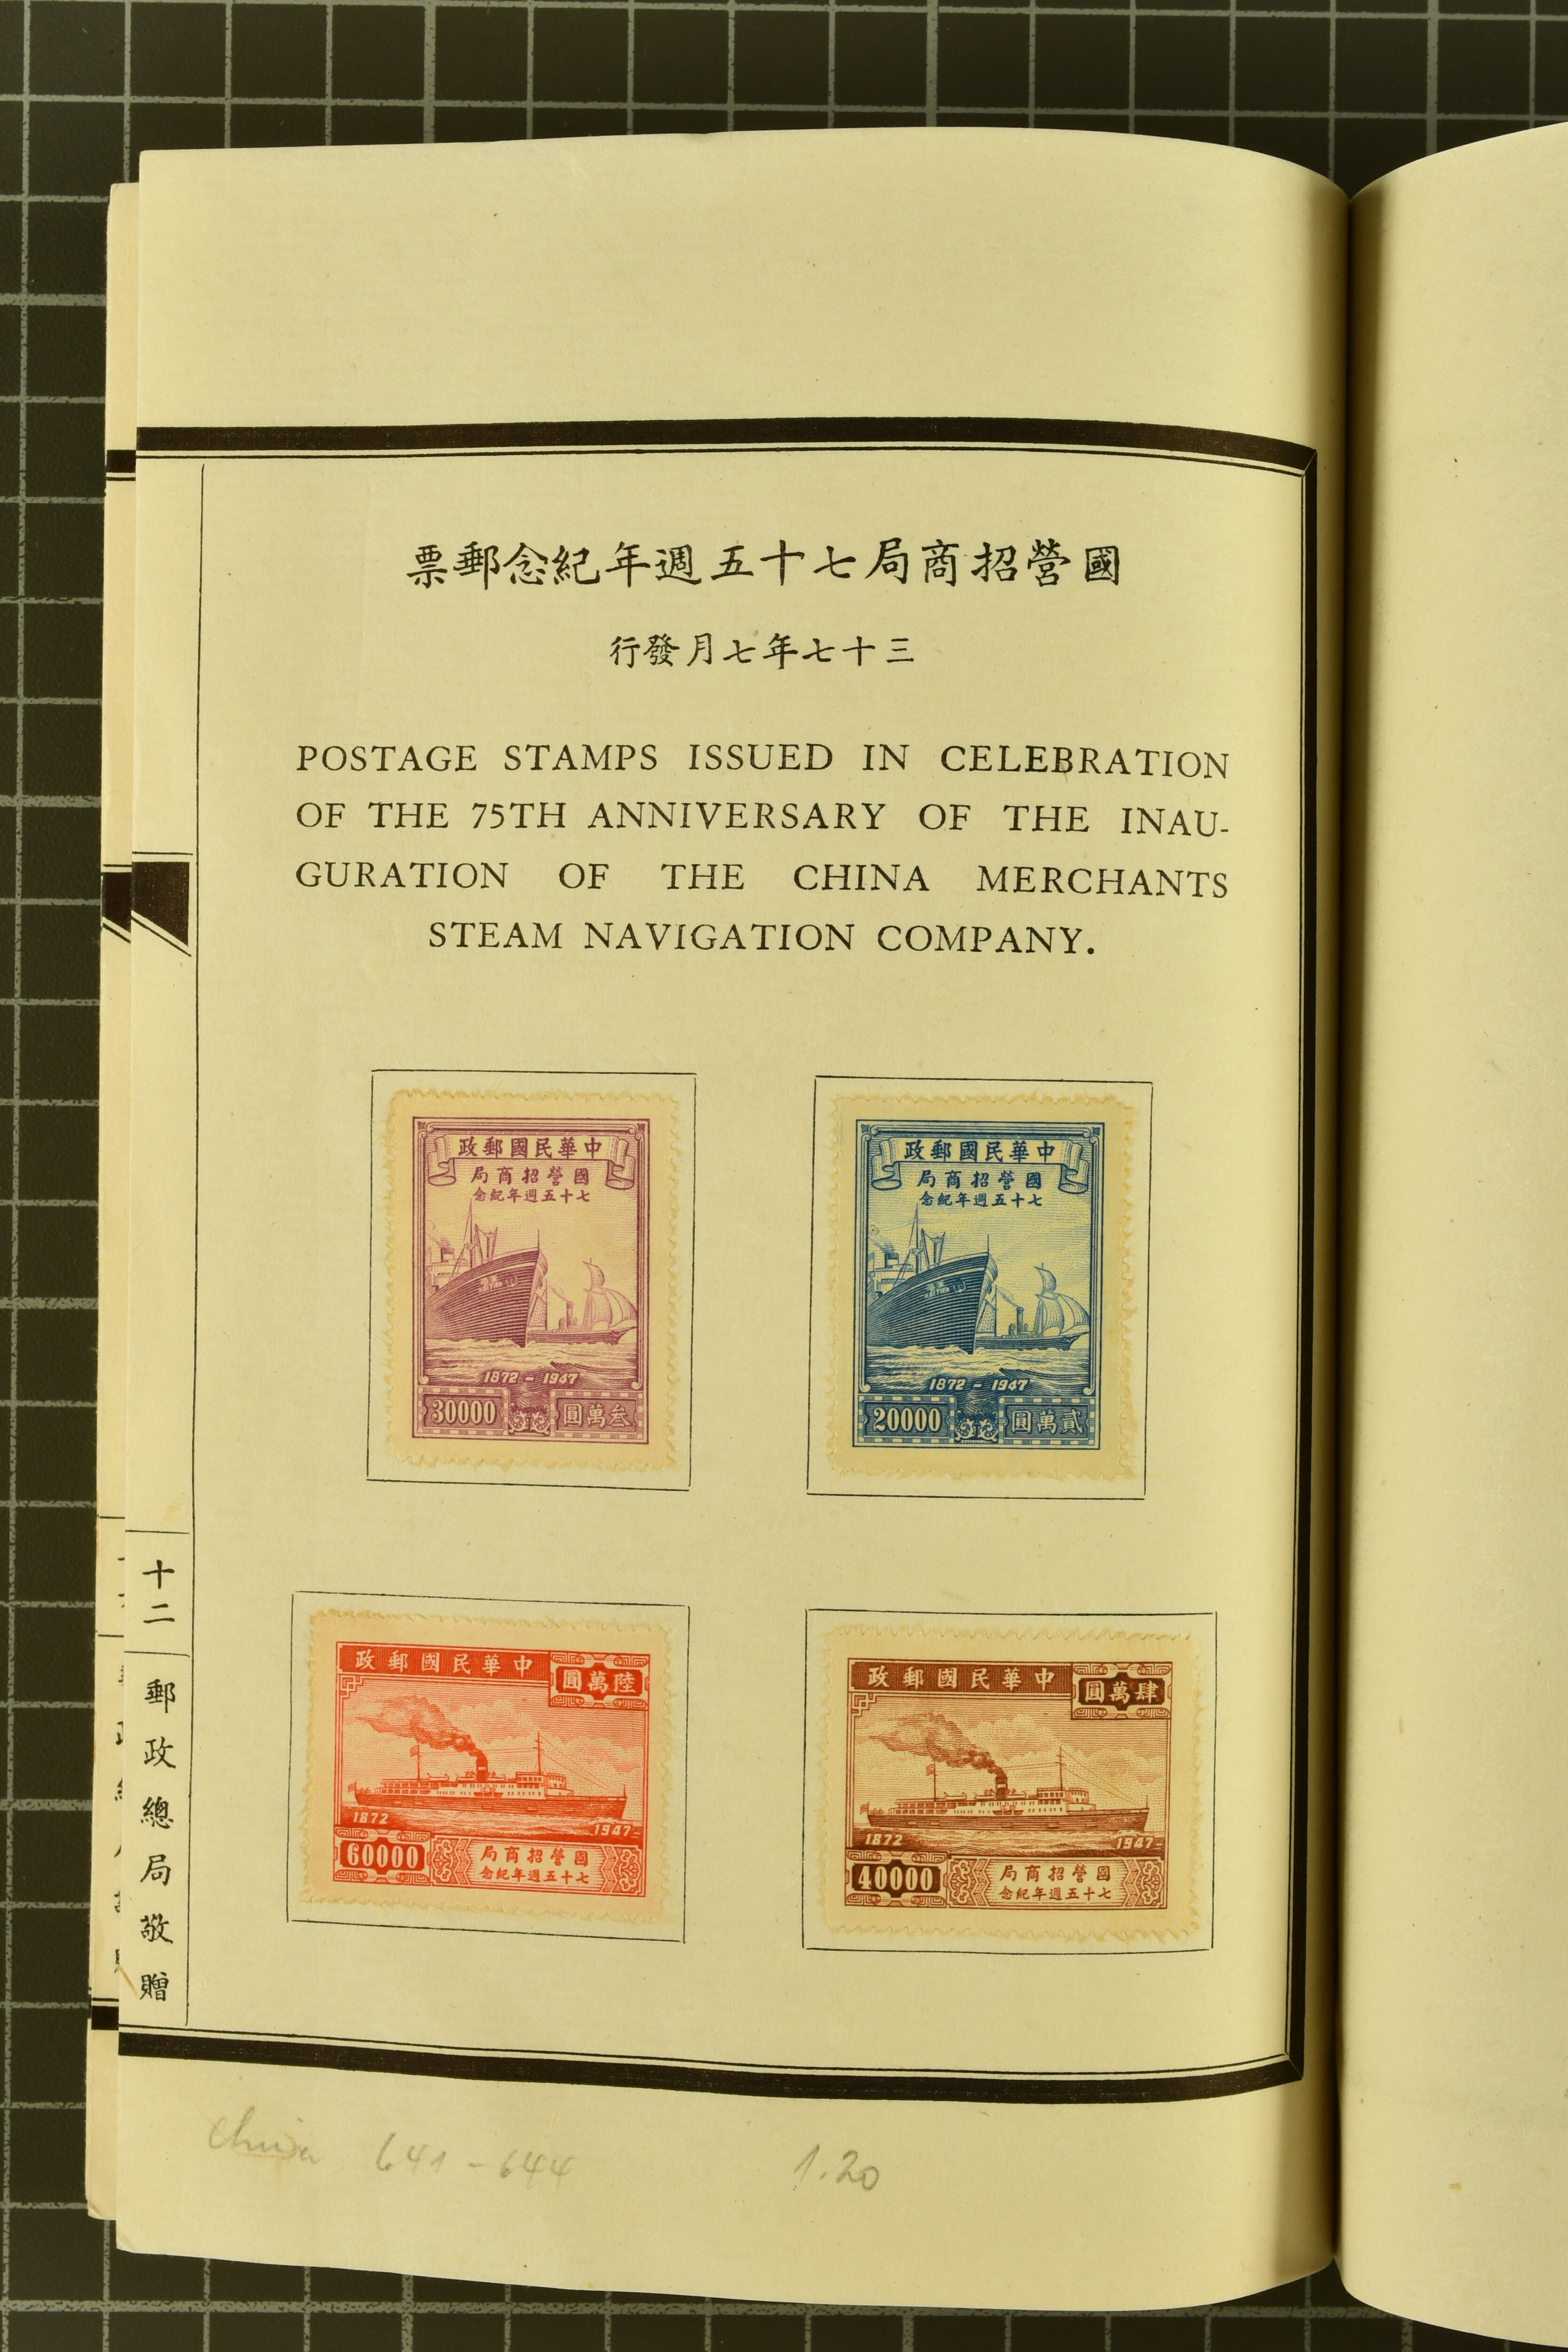 國營招商局七十五週年紀念郵票
三十七年七月發行
POSTAGE STAMPS ISSUED IN CELEBRATION
OF THE 75TH ANNIVERSARY OF THE INAU-
GURATION OF THE CHINA MERCHANTS
STEAM NAVIGATION COMPANY.
中華民國郵政
國營招商局
七十五週年紀念
1872 - 1947
30000
叁萬圓
中華民國郵政
國營招商局
七十五週年紀念
1872 - 1947
20000
貳萬圓
中華民國郵政
陸萬圓
1872
1947
60000
國營招商局
七十五週年紀念
中華民國郵政
肆萬圓
1872
1947
40000
國營招商局
七十五週年紀念
十二
郵政總局敬贈
China 641-644
1.20